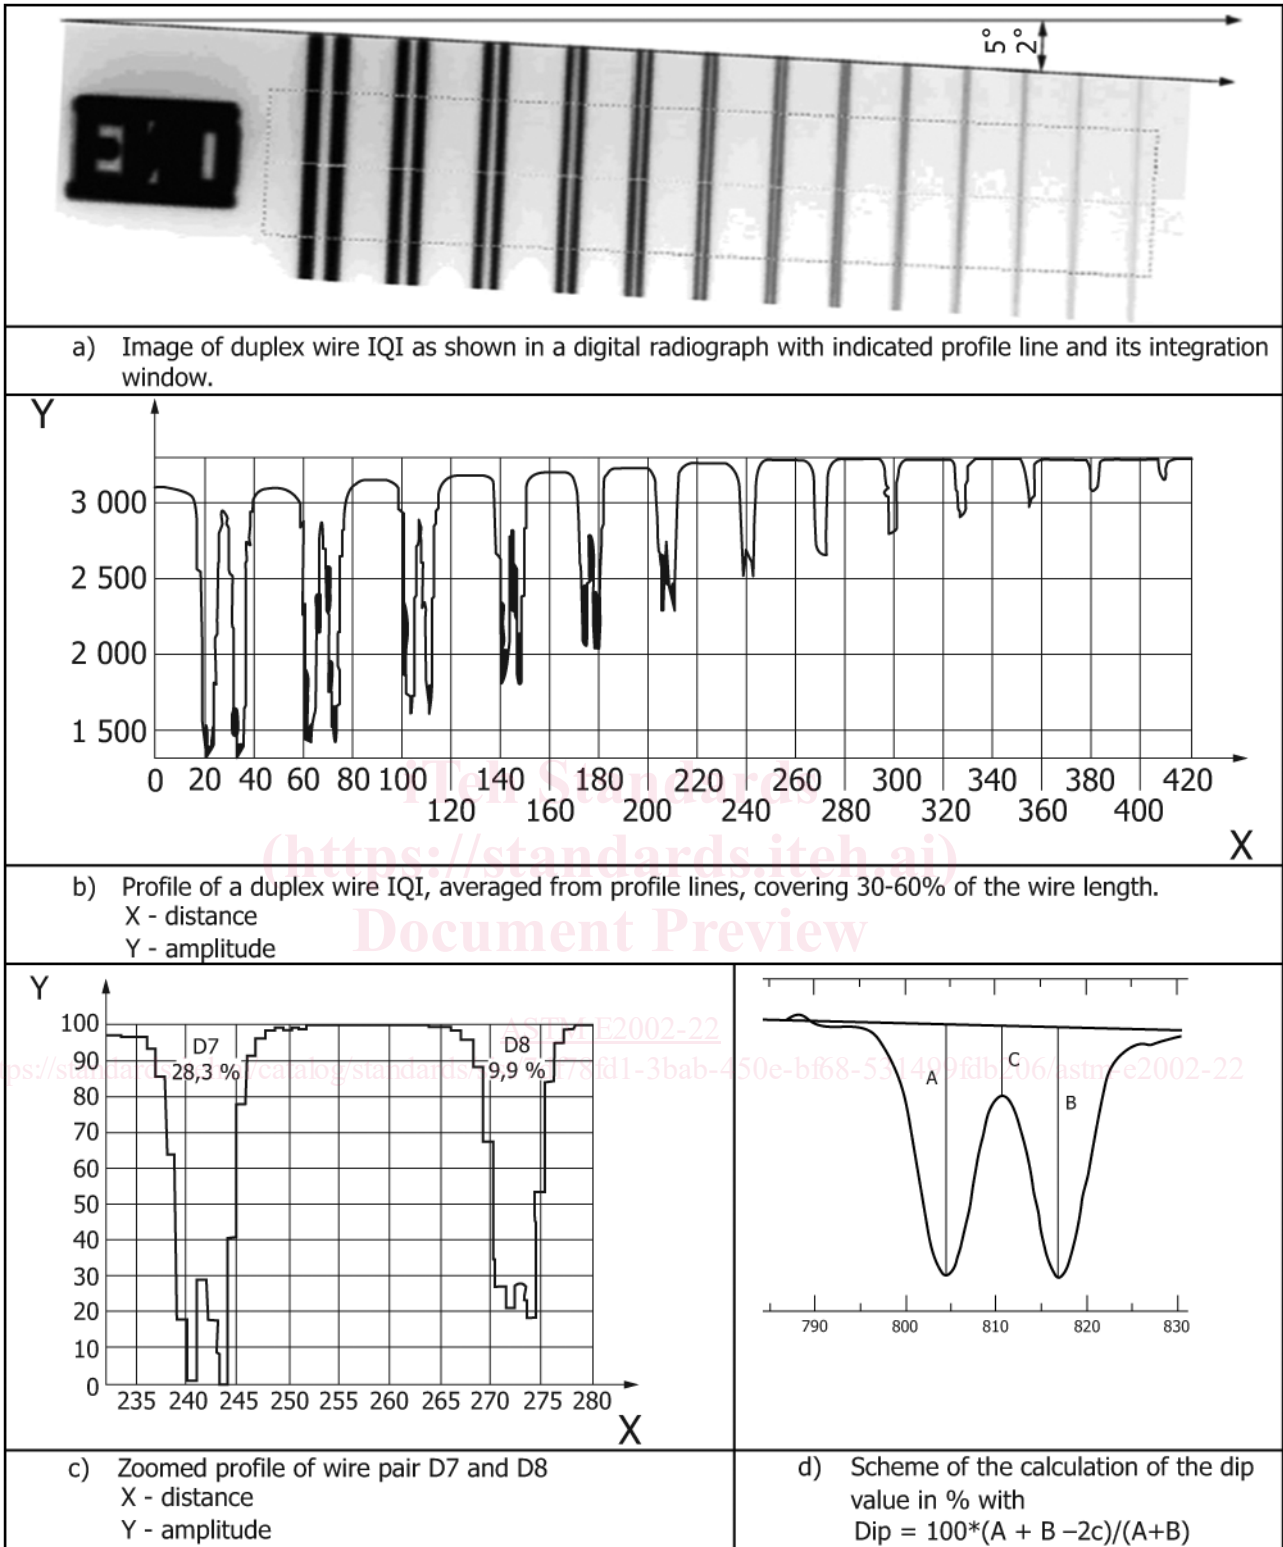 5°
2°
a) Image of duplex wire IQI as shown in a digital radiograph with indicated profile line and its integration
window.
Y
3 000
2 500
2 000
1 500
0 20 40 60 80 100 140 180 220 260 300 340 380 420
120 160 200 240 280 320 360 400
X
iTeh Standards
(https://standards.iteh.ai)
b) Profile of a duplex wire IQI, averaged from profile lines, covering 30-60% of the wire length.
X - distance
Y - amplitude
Document Preview
Y
100
90
80
70
60
50
40
30
20
10
0
D7
28,3 %
D8
9,9 %
235 240 245 250 255 260 265 270 275 280
X
ASTM E2002-22
A
C
B
790 800 810 820 830
c) Zoomed profile of wire pair D7 and D8
X - distance
Y - amplitude
d) Scheme of the calculation of the dip
value in % with
Dip = 100*(A + B –2c)/(A+B)